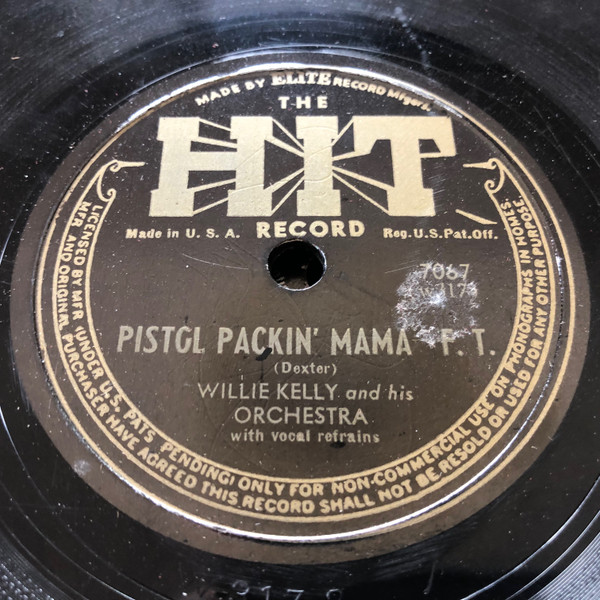 MADE BY ELITE RECORD Mfgers.
THE
HIT
Made in U. S. A. RECORD Reg. U.S. Pat. Off.
7067
PISTOL PACKIN' MAMA - F. T.
(Dexter)
WILLIE KELLY and his
ORCHESTRA
with vocal refrains
LICENSED BY MFR. (UNDER U.S. PATS PENDING) ONLY FOR NON-COMMERCIAL USE ON PHONOGRAPHS IN HOMES.
MFR. AND ORIGINAL PURCHASER HAVE AGREED THIS RECORD SHALL NOT BE RESOLD OR USED FOR ANY OTHER PURPOSE.